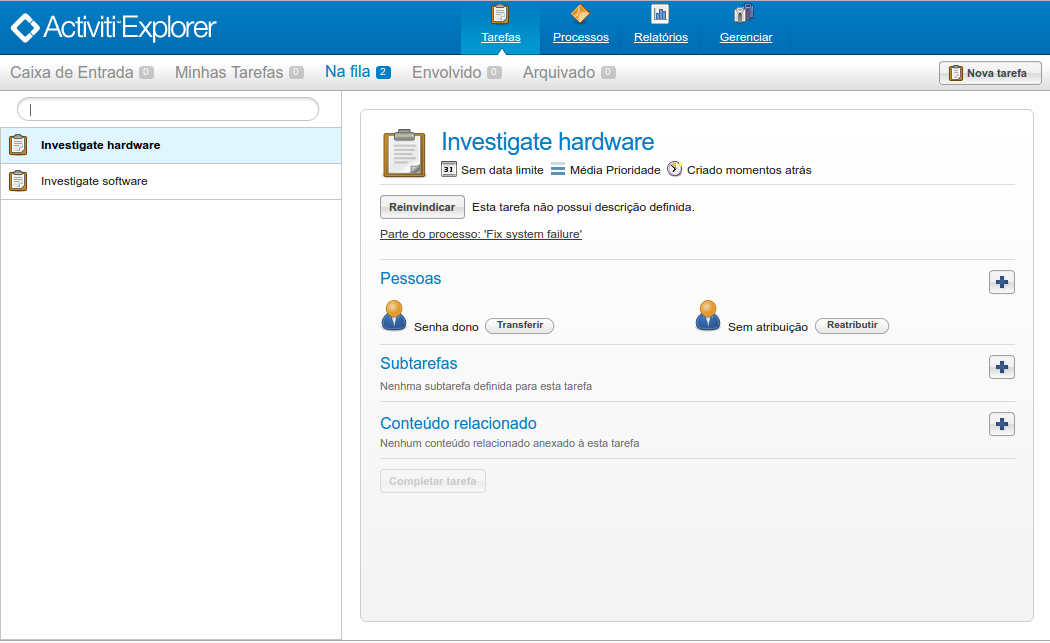 Activiti Explorer
Tarefas Processos Relatórios Gerenciar
Caixa de Entrada 0 Minhas Tarefas 0 Na fila 2 Envolvido 0 Arquivado 0 Nova tarefa
Investigate hardware
Investigate software
Investigate hardware
31 Sem data limite Média Prioridade Criado momentos atrás
Reinvindicar Esta tarefa não possui descrição definida.
Parte do processo: 'Fix system failure'
Pessoas
Senha dono Transferir Sem atribuição Reatributir
Subtarefas
Nenhma subtarefa definida para esta tarefa
Conteúdo relacionado
Nenhum conteúdo relacionado anexado à esta tarefa
Completar tarefa